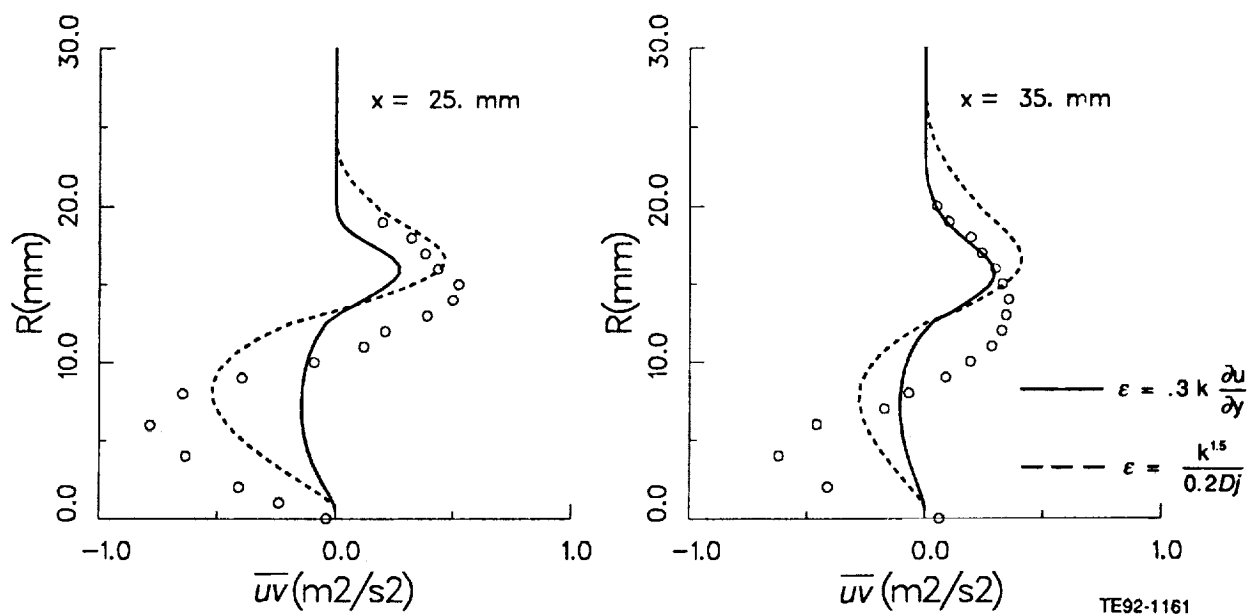 30.0
20.0
10.0
0.0
R(mm)
x = 25. mm
-1.0
0.0
1.0
uv(m2/s2)
30.0
20.0
10.0
0.0
R(mm)
x = 35. mm
-1.0
0.0
1.0
uv(m2/s2)
ε = .3 k ∂u/∂y
ε = k^1.5/0.2Dj
TE92-1161